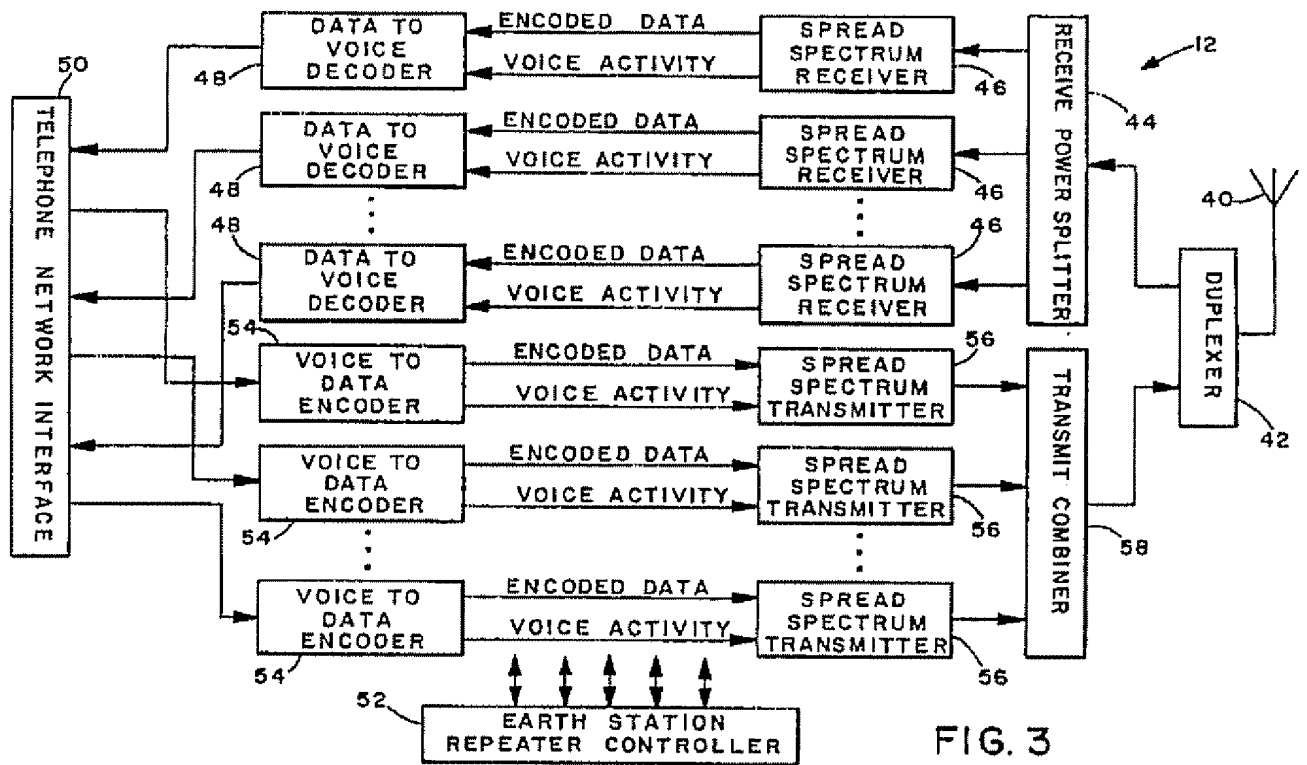 DATA TO
VOICE
DECODER
48
ENCODED DATA
VOICE ACTIVITY
SPREAD
SPECTRUM
RECEIVER
46
RECEIVE POWER SPLITTER
44
12
50
TELEPHONE NETWORK INTERFACE
DATA TO
VOICE
DECODER
48
ENCODED DATA
VOICE ACTIVITY
SPREAD
SPECTRUM
RECEIVER
46
40
48
DATA TO
VOICE
DECODER
ENCODED DATA
VOICE ACTIVITY
46
SPREAD
SPECTRUM
RECEIVER
DUPLEXER
42
54
VOICE TO
DATA
ENCODER
ENCODED DATA
VOICE ACTIVITY
56
SPREAD
SPECTRUM
TRANSMITTER
TRANSMIT COMBINER
58
VOICE TO
DATA
ENCODER
54
ENCODED DATA
VOICE ACTIVITY
SPREAD
SPECTRUM
TRANSMITTER
56
VOICE TO
DATA
ENCODER
54
ENCODED DATA
VOICE ACTIVITY
SPREAD
SPECTRUM
TRANSMITTER
56
52
EARTH STATION
REPEATER CONTROLLER
FIG. 3